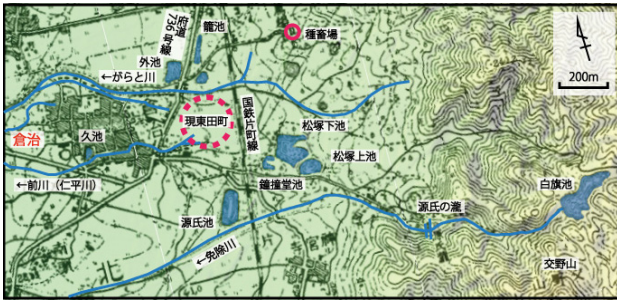 府道
736号線
籠池
種畜場
外池
←がらと川
200m
現東田町
国鉄片町線
松塚下池
倉治
久池
松塚上池
←前川（仁平川）
鐘撞堂池
白旗池
源氏池
源氏の瀧
←免除川
北
交野山